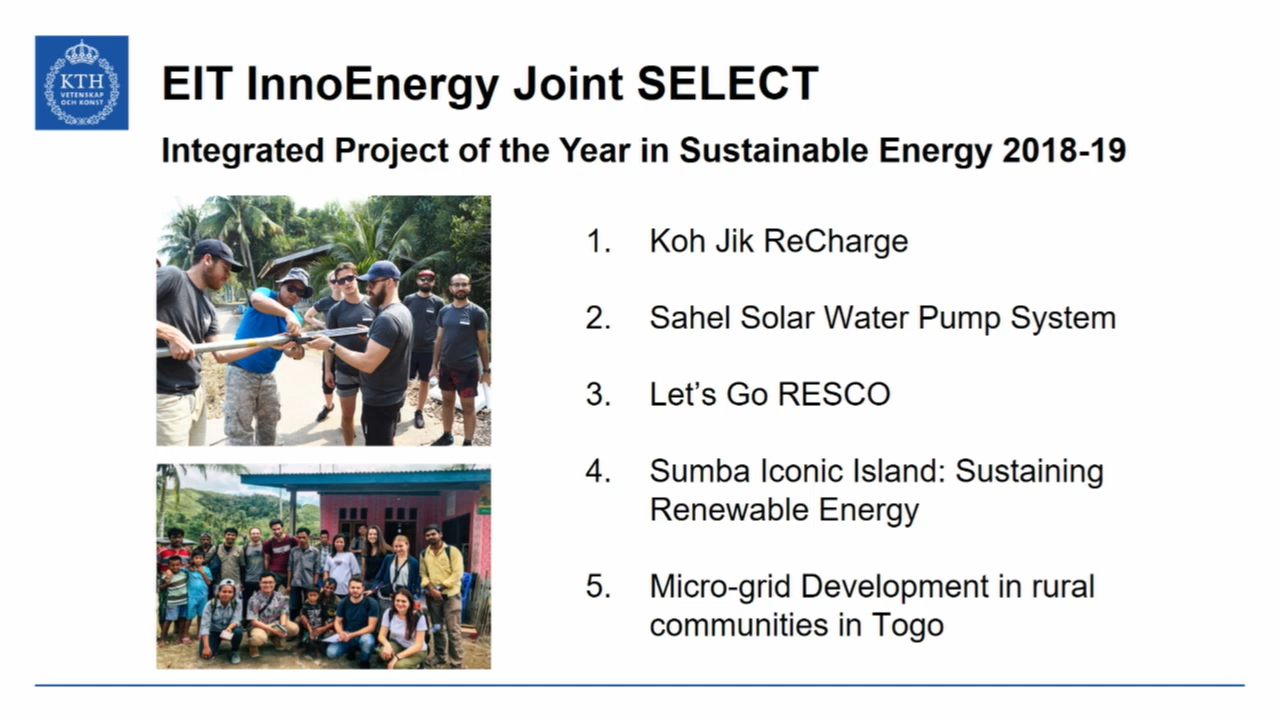 KTH
VETENSKAP
OCH KONST
EIT InnoEnergy Joint SELECT
Integrated Project of the Year in Sustainable Energy 2018-19
1. Koh Jik ReCharge
2. Sahel Solar Water Pump System
3. Let’s Go RESCO
4. Sumba Iconic Island: Sustaining
Renewable Energy
5. Micro-grid Development in rural
communities in Togo